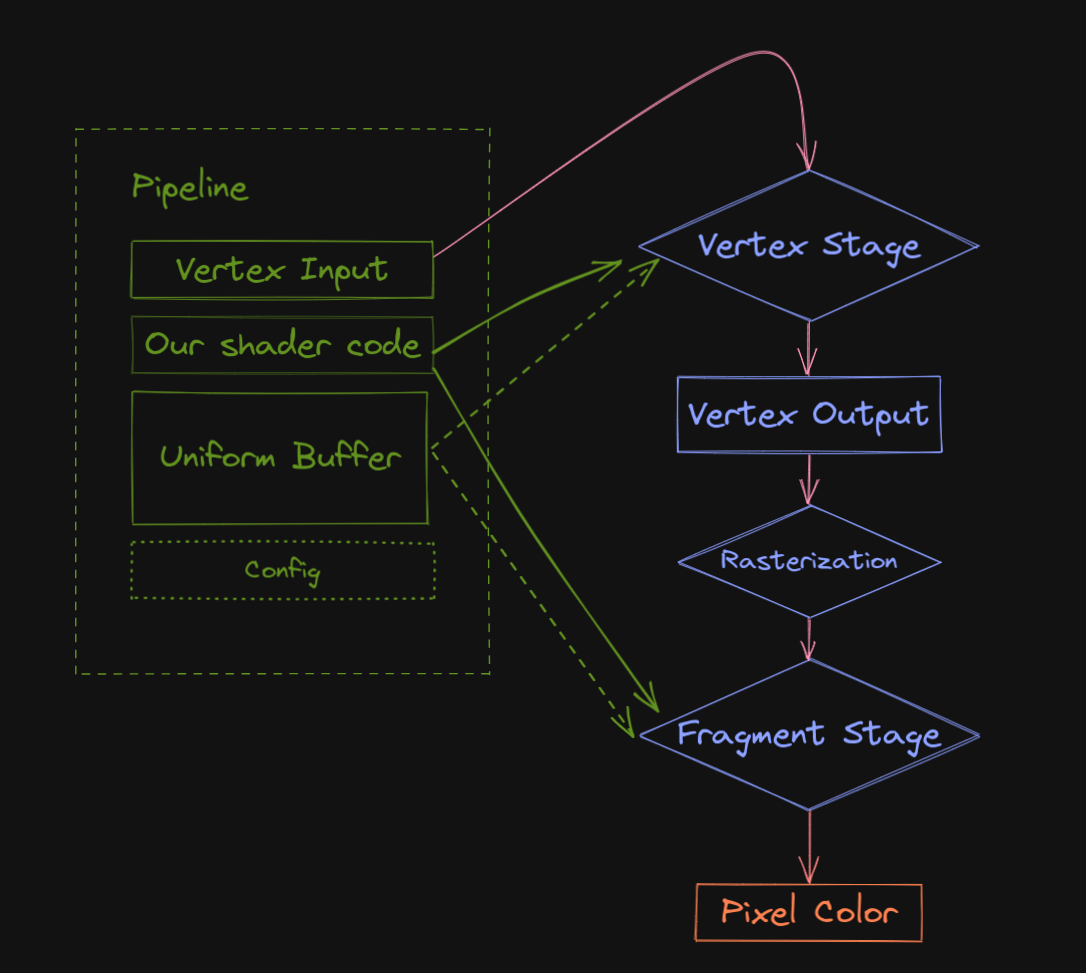 Pipeline
Vertex Input
Our shader code
Uniform Buffer
Config
Vertex Stage
Vertex Output
Rasterization
Fragment Stage
Pixel Color